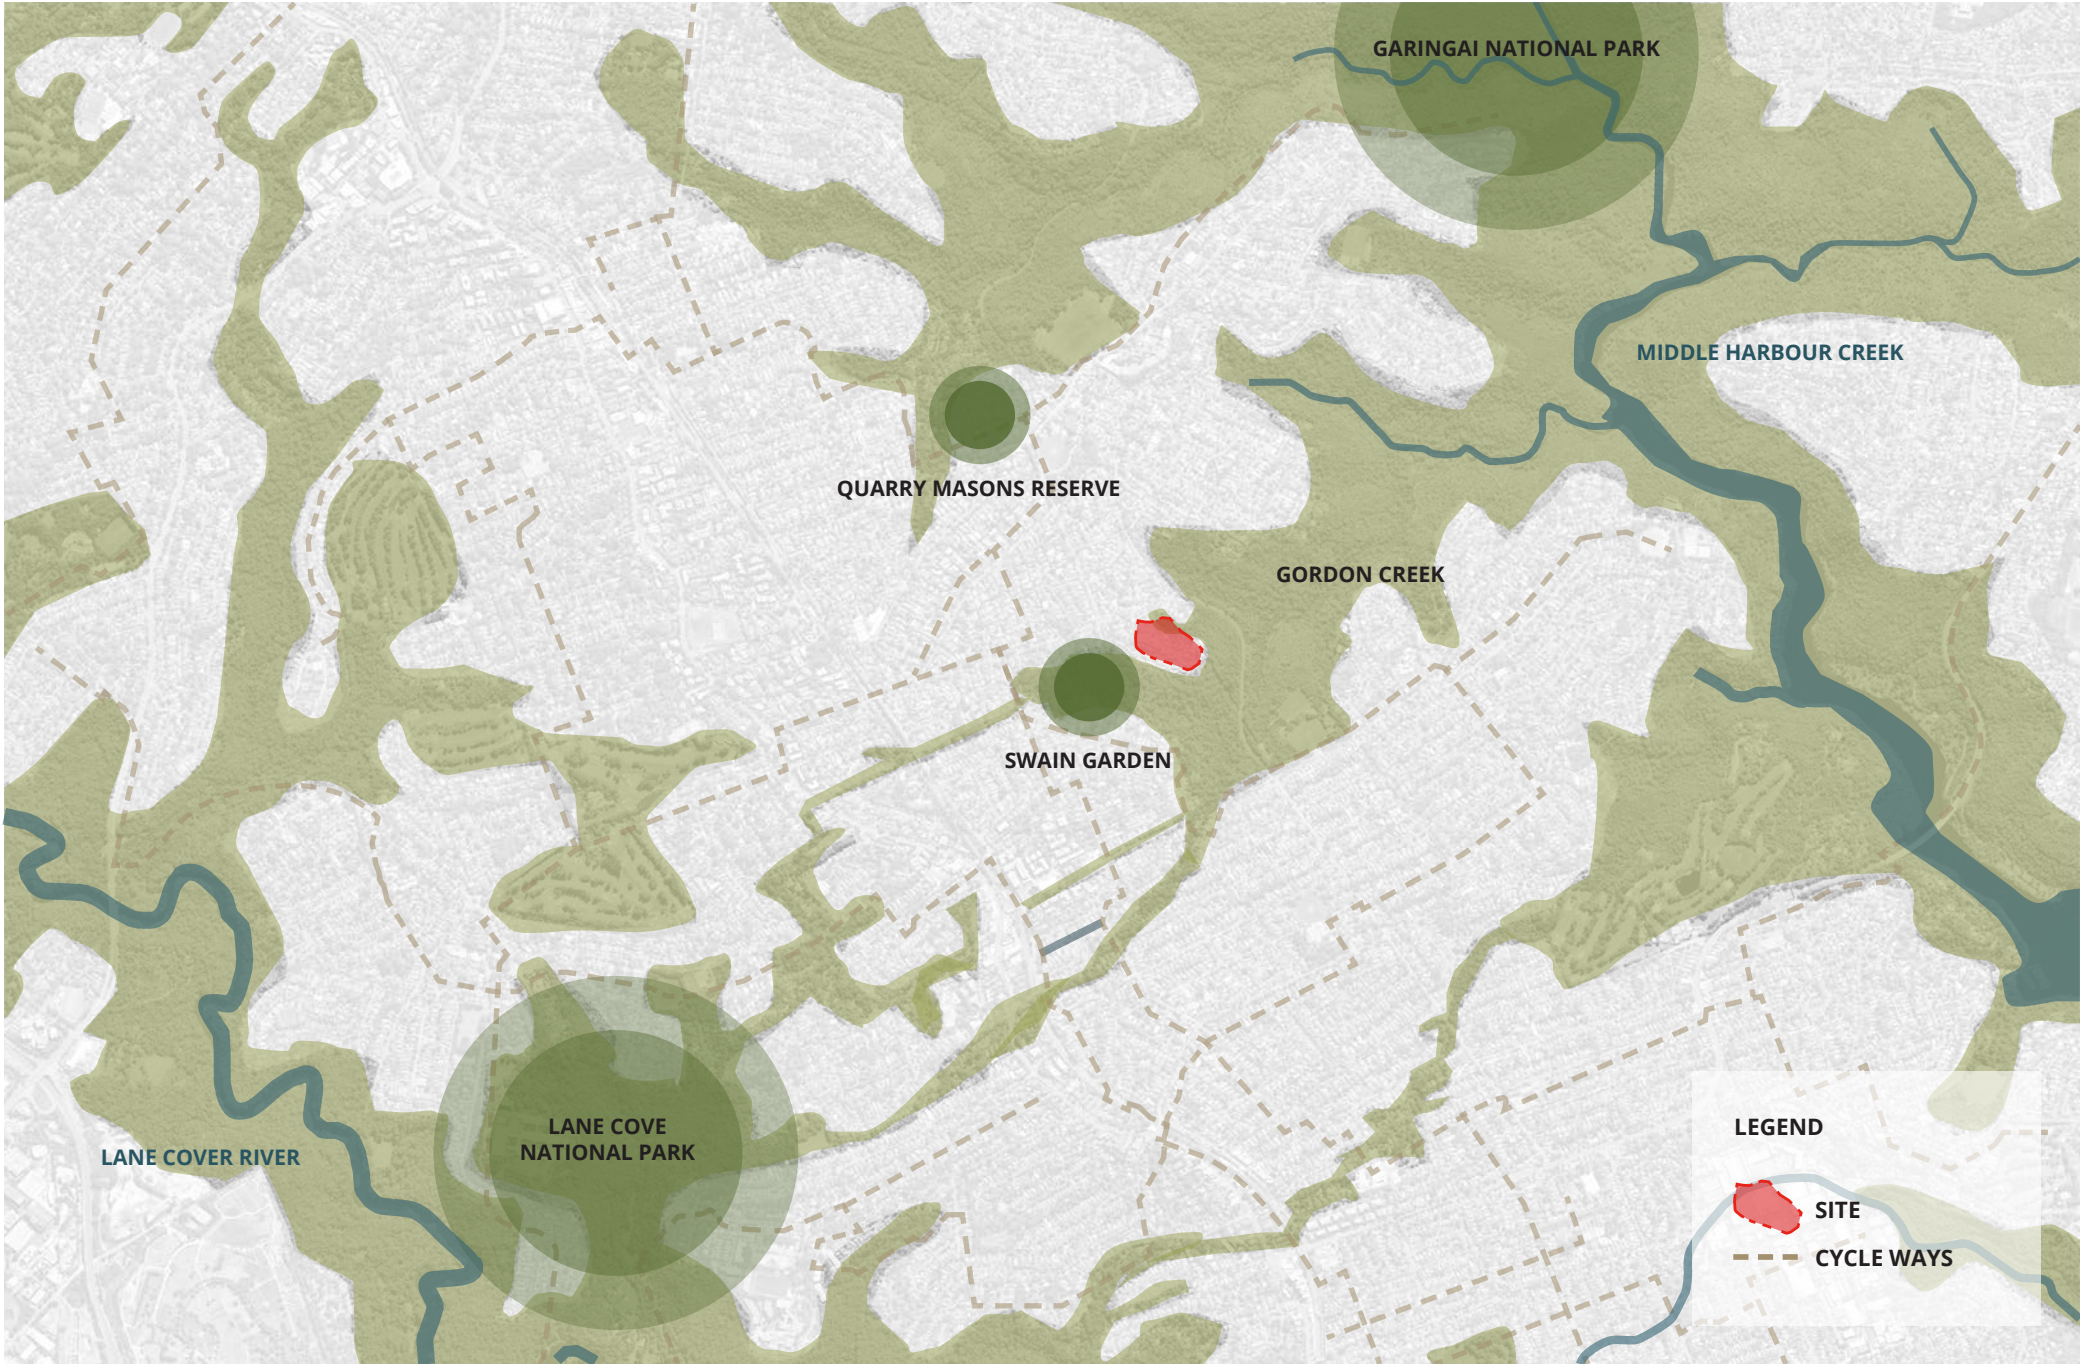 GARINGAI NATIONAL PARK
MIDDLE HARBOUR CREEK
QUARRY MASONS RESERVE
GORDON CREEK
SWAIN GARDEN
LANE COVE
NATIONAL PARK
LANE COVER RIVER
LEGEND
SITE
CYCLE WAYS